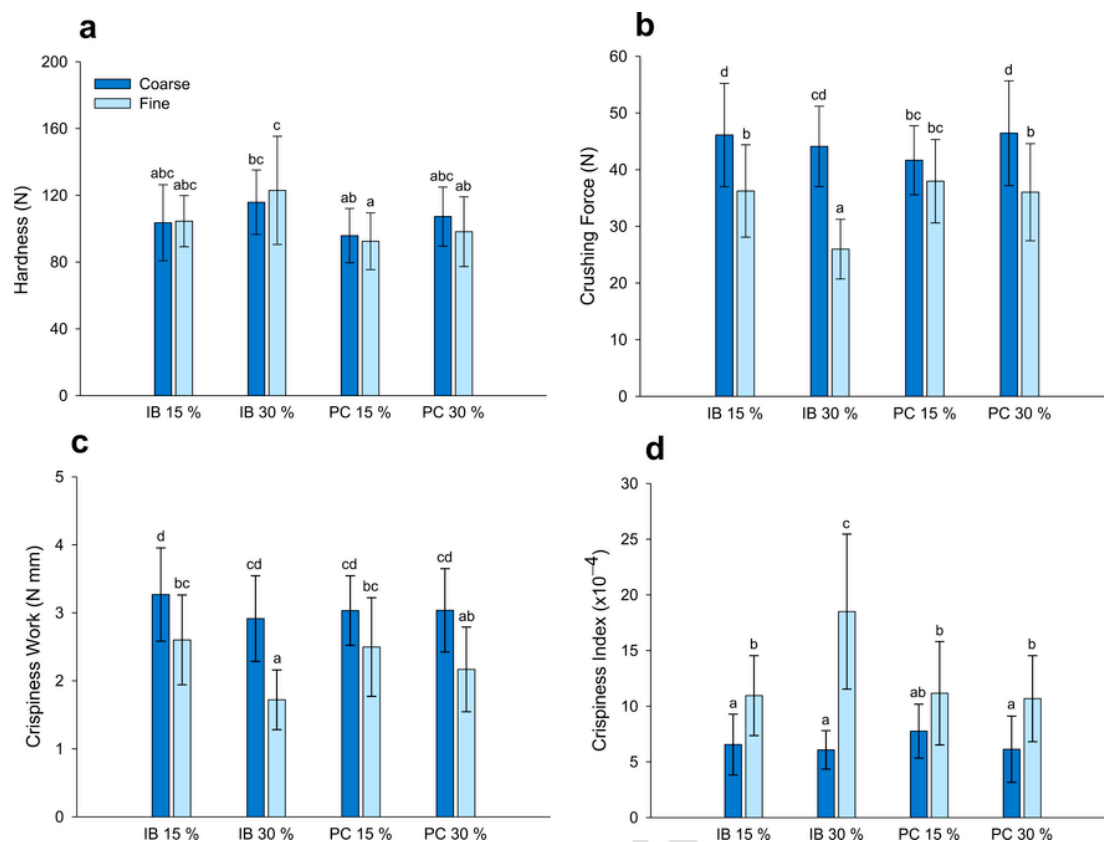 a
200
160
120
80
40
0
Hardness (N)
Coarse
Fine
abc
abc
bc
c
ab
a
abc
ab
IB 15 %
IB 30 %
PC 15 %
PC 30 %
b
60
50
40
30
20
10
0
Crushing Force (N)
d
b
cd
a
bc
bc
d
b
IB 15 %
IB 30 %
PC 15 %
PC 30 %
c
5
4
3
2
1
0
Crispiness Work (N mm)
d
bc
cd
a
cd
bc
cd
ab
IB 15 %
IB 30 %
PC 15 %
PC 30 %
d
30
25
20
15
10
5
0
Crispiness Index (x10⁻⁴)
a
b
a
c
ab
b
a
b
IB 15 %
IB 30 %
PC 15 %
PC 30 %